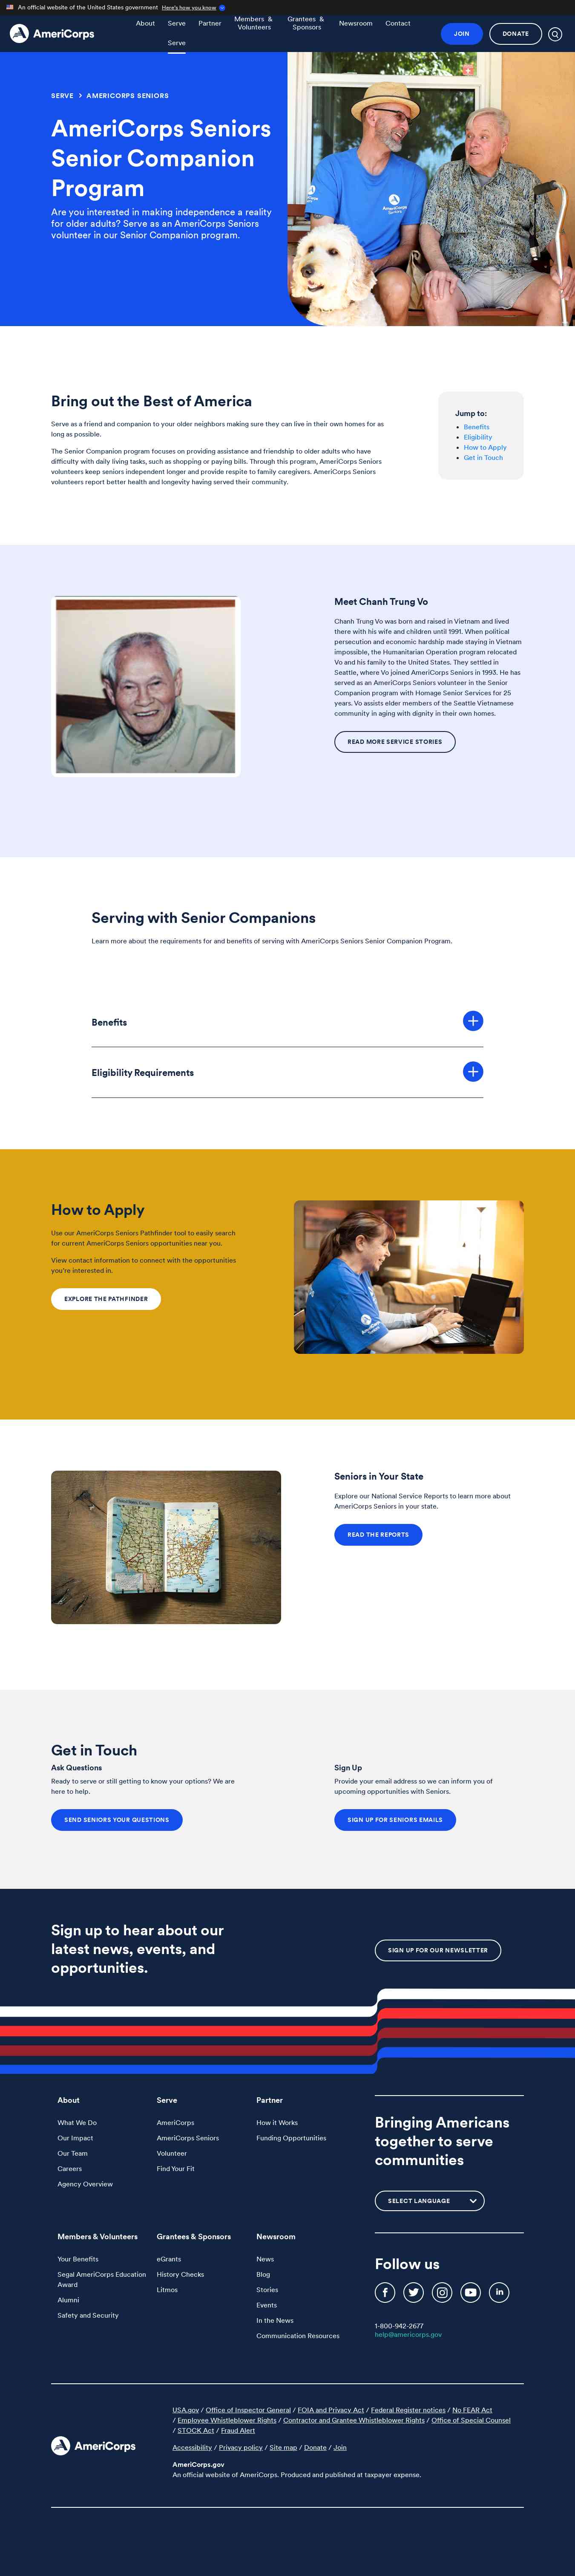 An official website of the United States government Here's how you know
AmeriCorps
About Serve Partner Members & Volunteers Grantees & Sponsors Newsroom Contact
JOIN DONATE
Serve
SERVE > AMERICORPS SENIORS
AmeriCorps Seniors
Senior Companion
Program
Are you interested in making independence a reality
for older adults? Serve as an AmeriCorps Seniors
volunteer in our Senior Companion program.
Bring out the Best of America
Serve as a friend and companion to your older neighbors making sure they can live in their own homes for as
long as possible.
The Senior Companion program focuses on providing assistance and friendship to older adults who have
difficulty with daily living tasks, such as shopping or paying bills. Through this program, AmeriCorps Seniors
volunteers keep seniors independent longer and provide respite to family caregivers. AmeriCorps Seniors
volunteers report better health and longevity having served their community.
Jump to:
Benefits
Eligibility
How to Apply
Get in Touch
Meet Chanh Trung Vo
Chanh Trung Vo was born and raised in Vietnam and lived
there with his wife and children until 1991. When political
persecution and economic hardship made staying in Vietnam
impossible, the Humanitarian Operation program relocated
Vo and his family to the United States. They settled in
Seattle, where Vo joined AmeriCorps Seniors in 1993. He has
served as an AmeriCorps Seniors volunteer in the Senior
Companion program with Homage Senior Services for 25
years. Vo assists elder members of the Seattle Vietnamese
community in aging with dignity in their own homes.
READ MORE SERVICE STORIES
Serving with Senior Companions
Learn more about the requirements for and benefits of serving with AmeriCorps Seniors Senior Companion Program.
Benefits
Eligibility Requirements
How to Apply
Use our AmeriCorps Seniors Pathfinder tool to easily search
for current AmeriCorps Seniors opportunities near you.
View contact information to connect with the opportunities
you're interested in.
EXPLORE THE PATHFINDER
Seniors in Your State
Explore our National Service Reports to learn more about
AmeriCorps Seniors in your state.
READ THE REPORTS
Get in Touch
Ask Questions
Ready to serve or still getting to know your options? We are
here to help.
SEND SENIORS YOUR QUESTIONS
Sign Up
Provide your email address so we can inform you of
upcoming opportunities with Seniors.
SIGN UP FOR SENIORS EMAILS
Sign up to hear about our
latest news, events, and
opportunities.
SIGN UP FOR OUR NEWSLETTER
About
What We Do
Our Impact
Our Team
Careers
Agency Overview
Serve
AmeriCorps
AmeriCorps Seniors
Volunteer
Find Your Fit
Partner
How it Works
Funding Opportunities
Bringing Americans
together to serve
communities
SELECT LANGUAGE
Members & Volunteers
Your Benefits
Segal AmeriCorps Education
Award
Alumni
Safety and Security
Grantees & Sponsors
eGrants
History Checks
Litmos
Newsroom
News
Blog
Stories
Events
In the News
Communication Resources
Follow us
1-800-942-2677
help@americorps.gov
AmeriCorps
USA.gov / Office of Inspector General / FOIA and Privacy Act / Federal Register notices / No FEAR Act
/ Employee Whistleblower Rights / Contractor and Grantee Whistleblower Rights / Office of Special Counsel
/ STOCK Act / Fraud Alert
Accessibility / Privacy policy / Site map / Donate / Join
AmeriCorps.gov
An official website of AmeriCorps. Produced and published at taxpayer expense.